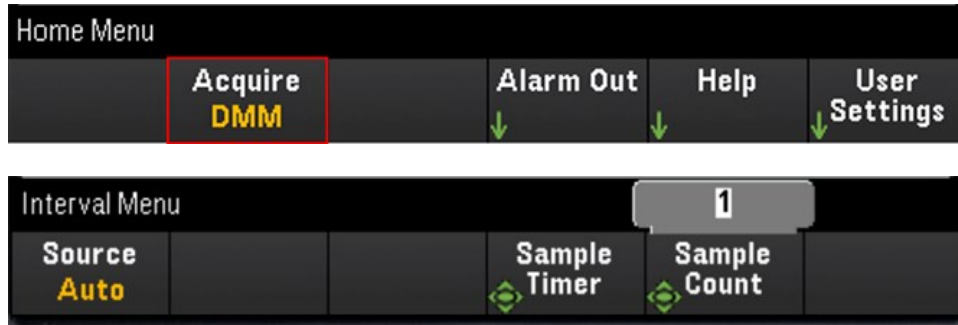 Home Menu
Acquire
DMM
Alarm Out
Help
User
Settings
Interval Menu
1
Source
Auto
Sample
Timer
Sample
Count